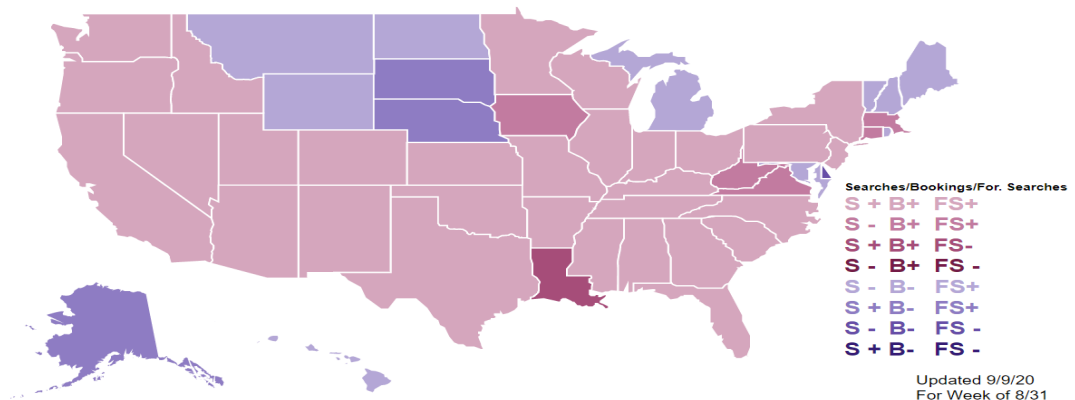 Searches/Bookings/For. Searches
S + B+ FS+
S - B+ FS+
S + B+ FS-
S - B+ FS -
S - B- FS+
S + B- FS+
S - B- FS -
S + B- FS -
Updated 9/9/20
For Week of 8/31